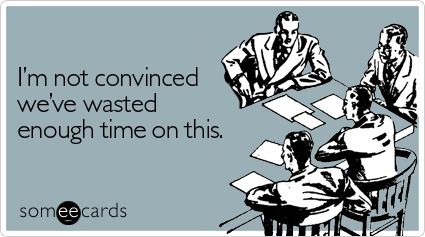 I'm not convinced
we've wasted
enough time on this.
someecards